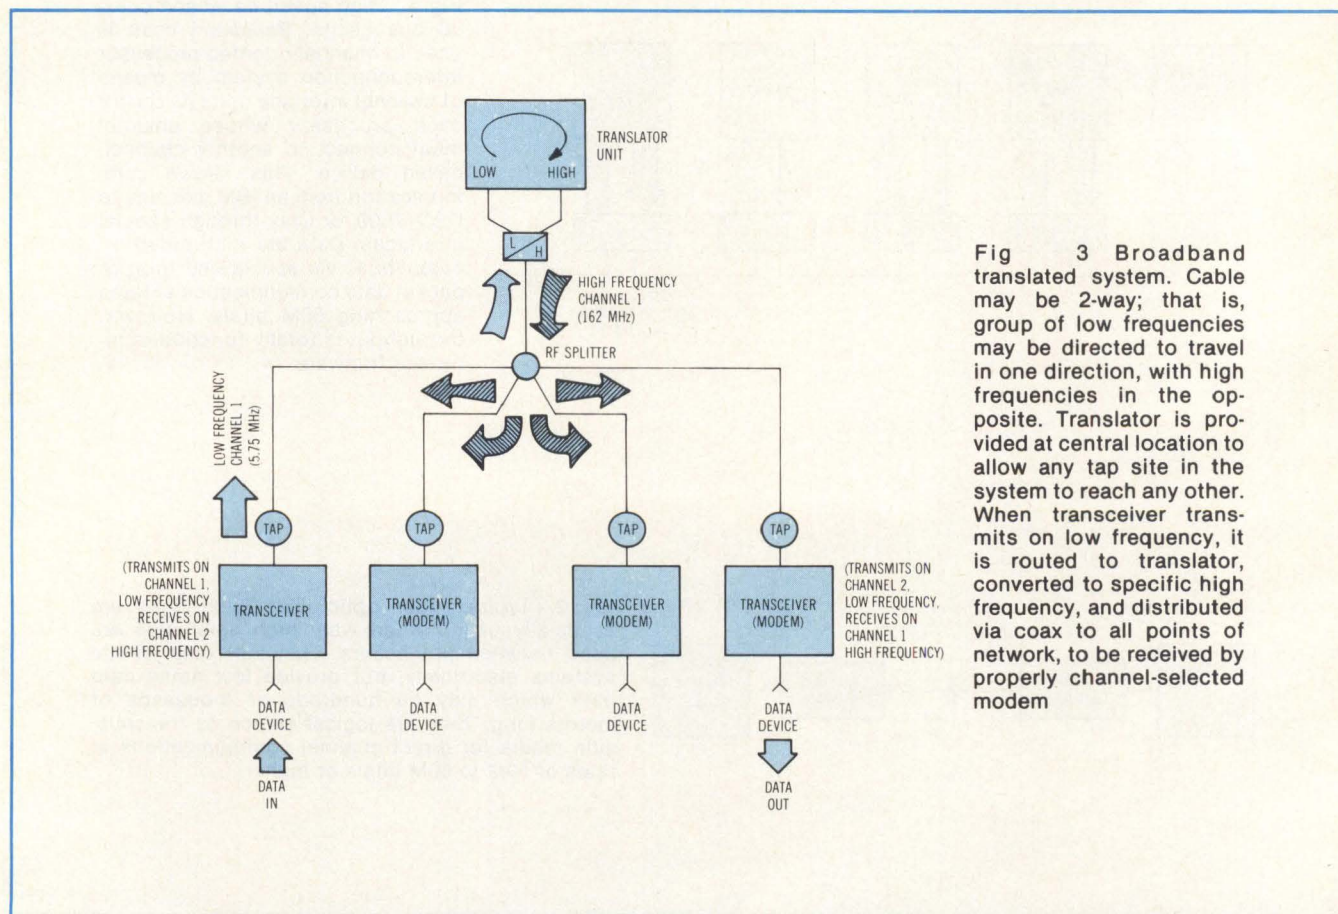 TRANSLATOR
UNIT
LOW HIGH
L
H
HIGH FREQUENCY
CHANNEL 1
(162 MHz)
RF SPLITTER
LOW FREQUENCY
CHANNEL 1
(5.75 MHz)
TAP
TAP
TAP
TAP
(TRANSMITS ON
CHANNEL 1,
LOW FREQUENCY
RECEIVES ON
CHANNEL 2
HIGH FREQUENCY)
TRANSCEIVER
TRANSCEIVER
(MODEM)
TRANSCEIVER
(MODEM)
TRANSCEIVER
(MODEM)
(TRANSMITS ON
CHANNEL 2,
LOW FREQUENCY,
RECEIVES ON
CHANNEL 1
HIGH FREQUENCY)
DATA
DEVICE
DATA
DEVICE
DATA
DEVICE
DATA
DEVICE
DATA
IN
DATA
OUT
Fig 3 Broadband
translated system. Cable
may be 2-way; that is,
group of low frequencies
may be directed to travel
in one direction, with high
frequencies in the op-
posite. Translator is pro-
vided at central location to
allow any tap site in the
system to reach any other.
When transceiver trans-
mits on low frequency, it
is routed to translator,
converted to specific high
frequency, and distributed
via coax to all points of
network, to be received by
properly channel-selected
modem